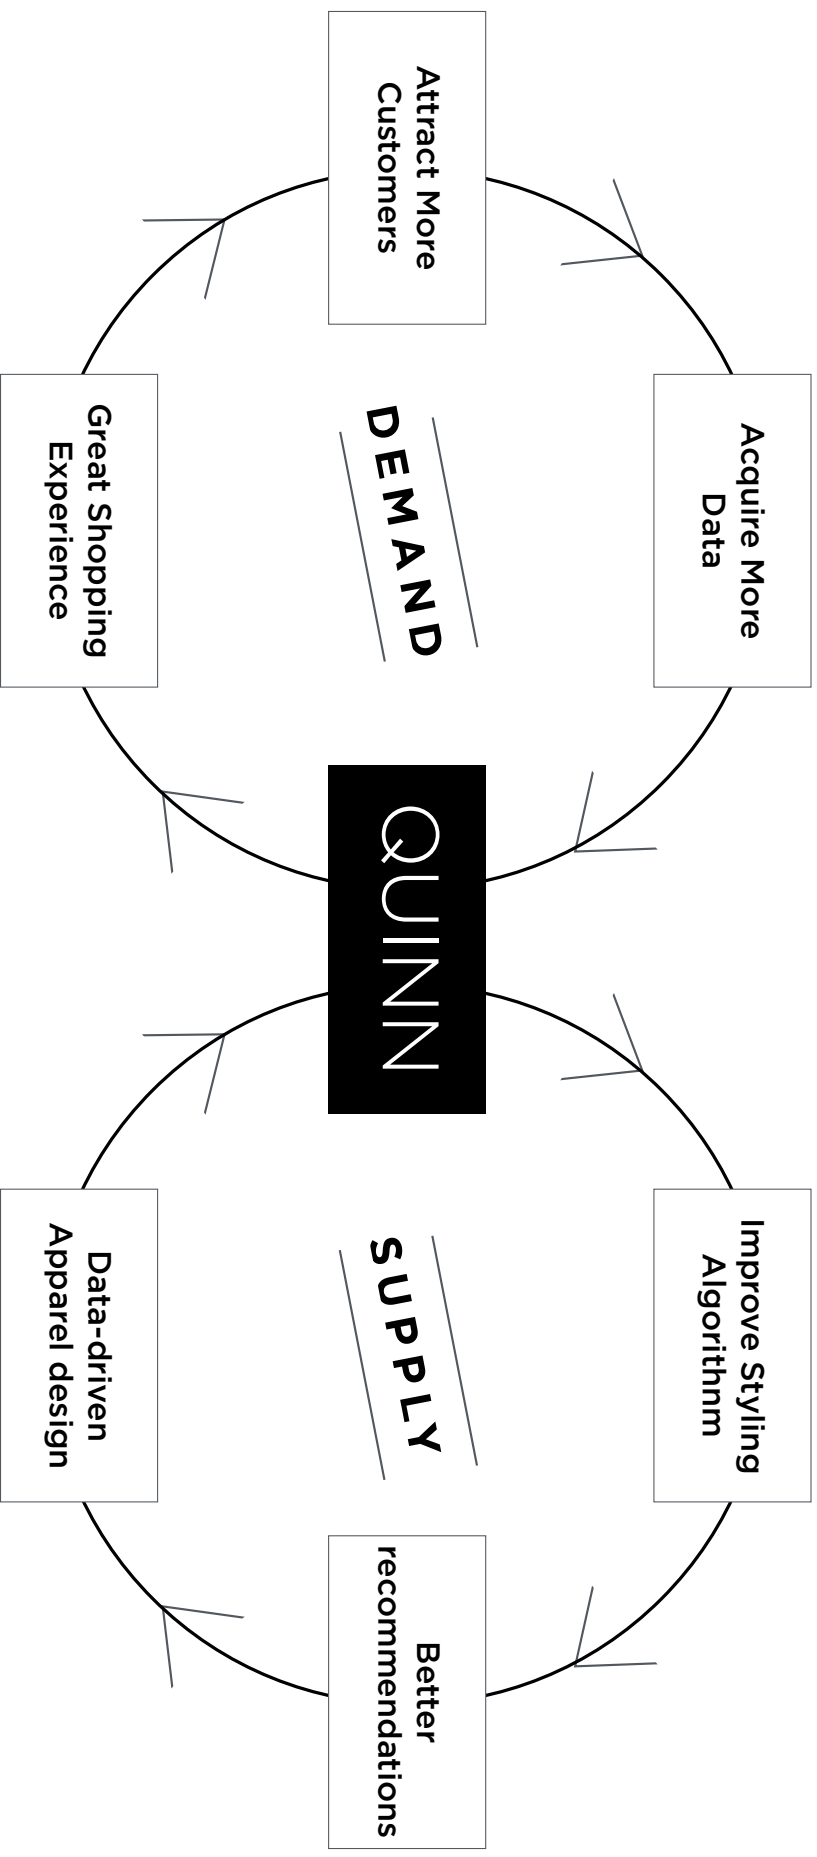 Acquire More
Data
Improve Styling
Algorithnm
Attract More
Customers
DEMAND
QUINN
SUPPLY
Better
recommendations
Great Shopping
Experience
Data-driven
Apparel design